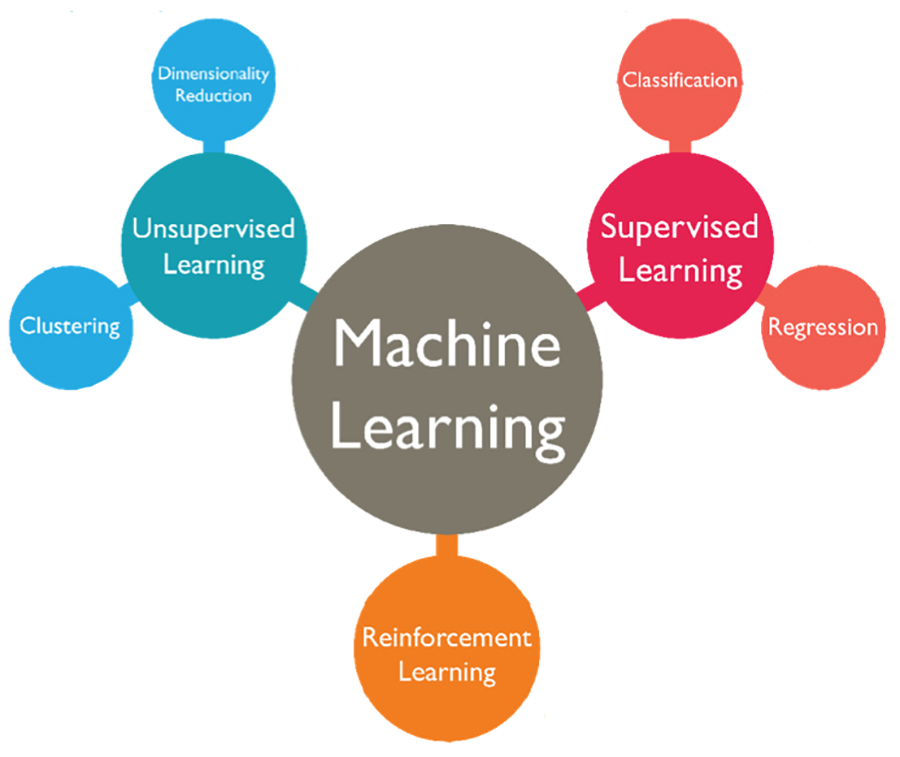 Dimensionality
Reduction
Classification
Unsupervised
Learning
Supervised
Learning
Clustering
Regression
Machine
Learning
Reinforcement
Learning